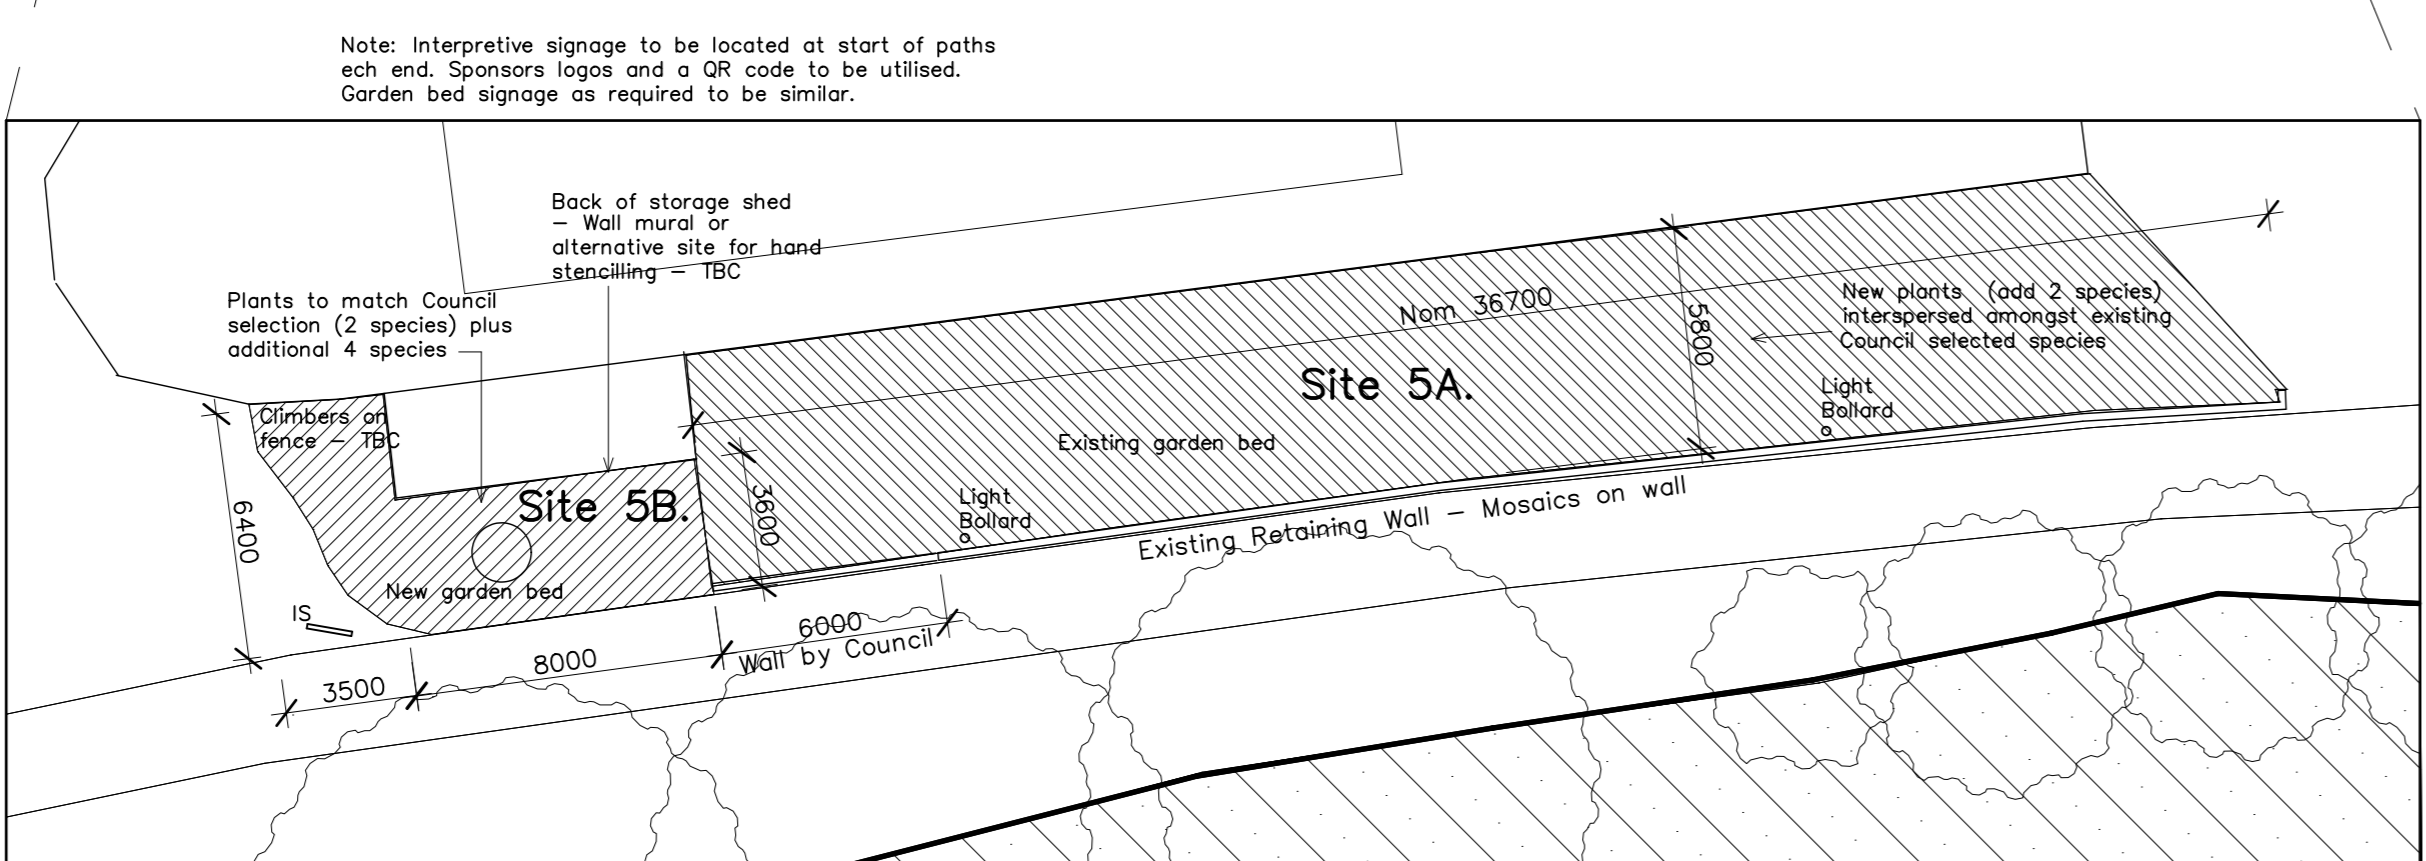 Note: Interpretive signage to be located at start of paths
ech end. Sponsors logos and a QR code to be utilised.
Garden bed signage as required to be similar.
Back of storage shed
– Wall mural or
alternative site for hand
stencilling – TBC
Plants to match Council
selection (2 species) plus
additional 4 species
Climbers on
fence – TBC
Nom 36700
5800
New plants (add 2 species)
interspersed amongst existing
Council selected species
Site 5A.
Light
Bollard
Existing garden bed
Site 5B.
3600
Light
Bollard
6400
Existing Retaining Wall – Mosaics on wall
New garden bed
IS
6000
Wall by Council
8000
3500